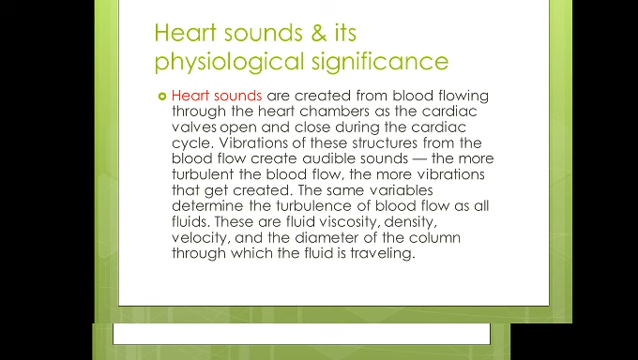 Heart sounds & its
physiological significance
Heart sounds are created from blood flowing
through the heart chambers as the cardiac
valves open and close during the cardiac
cycle. Vibrations of these structures from the
blood flow create audible sounds — the more
turbulent the blood flow, the more vibrations
that get created. The same variables
determine the turbulence of blood flow as all
fluids. These are fluid viscosity, density,
velocity, and the diameter of the column
through which the fluid is traveling.